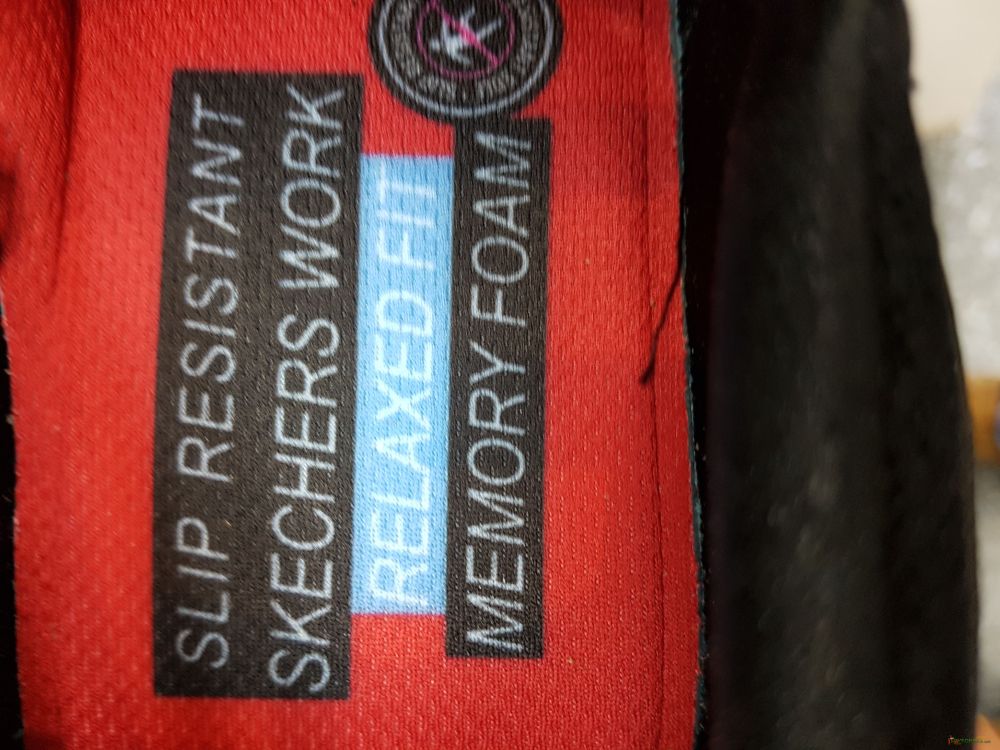 SLIP RESISTANT
SKECHERS WORK
RELAXED FIT
MEMORY FOAM